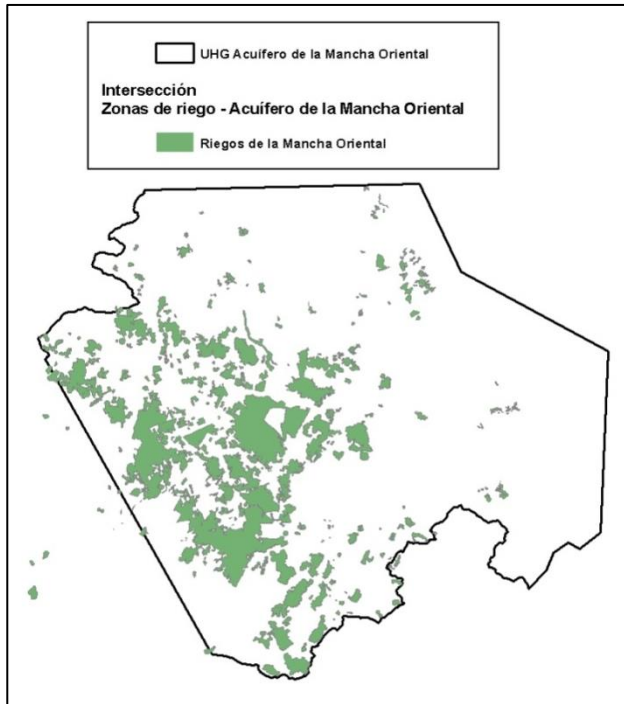 UHG Acuífero de la Mancha Oriental
Intersección
Zonas de riego - Acuífero de la Mancha Oriental
Riegos de la Mancha Oriental